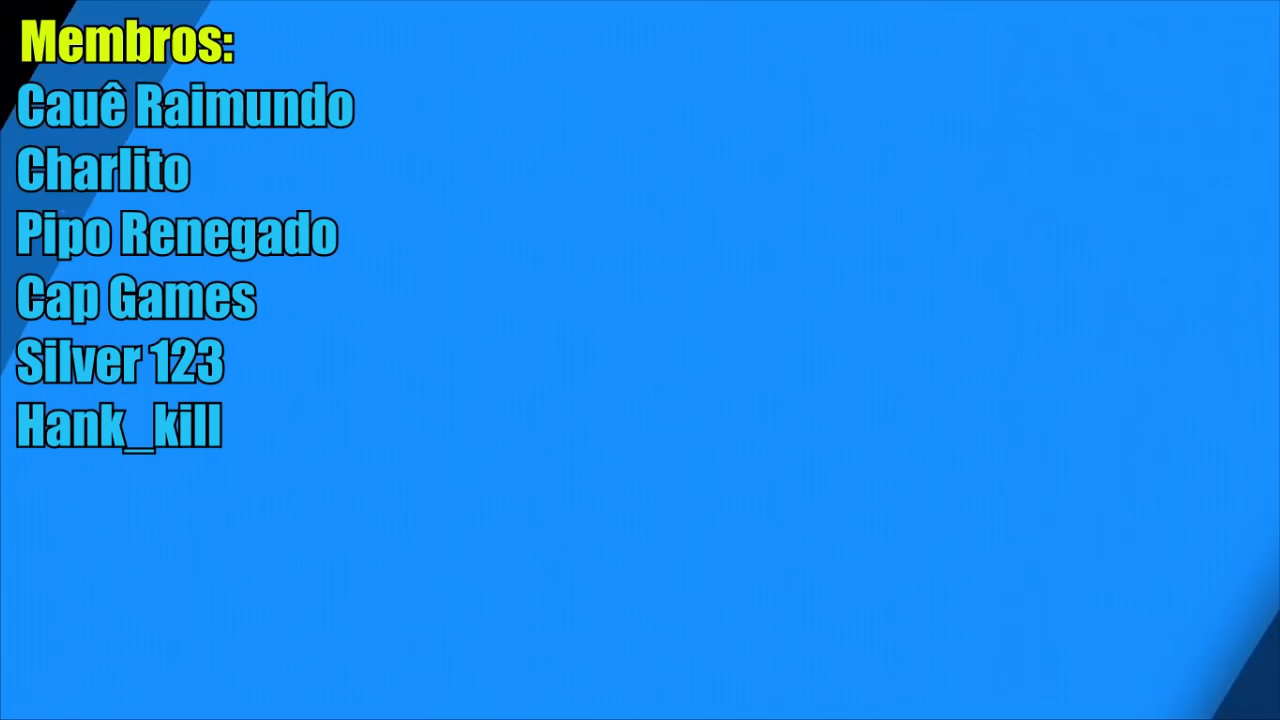 Membros:
Cauê Raimundo
Charlito
Pipo Renegado
Cap Games
Silver 123
Hank_kill